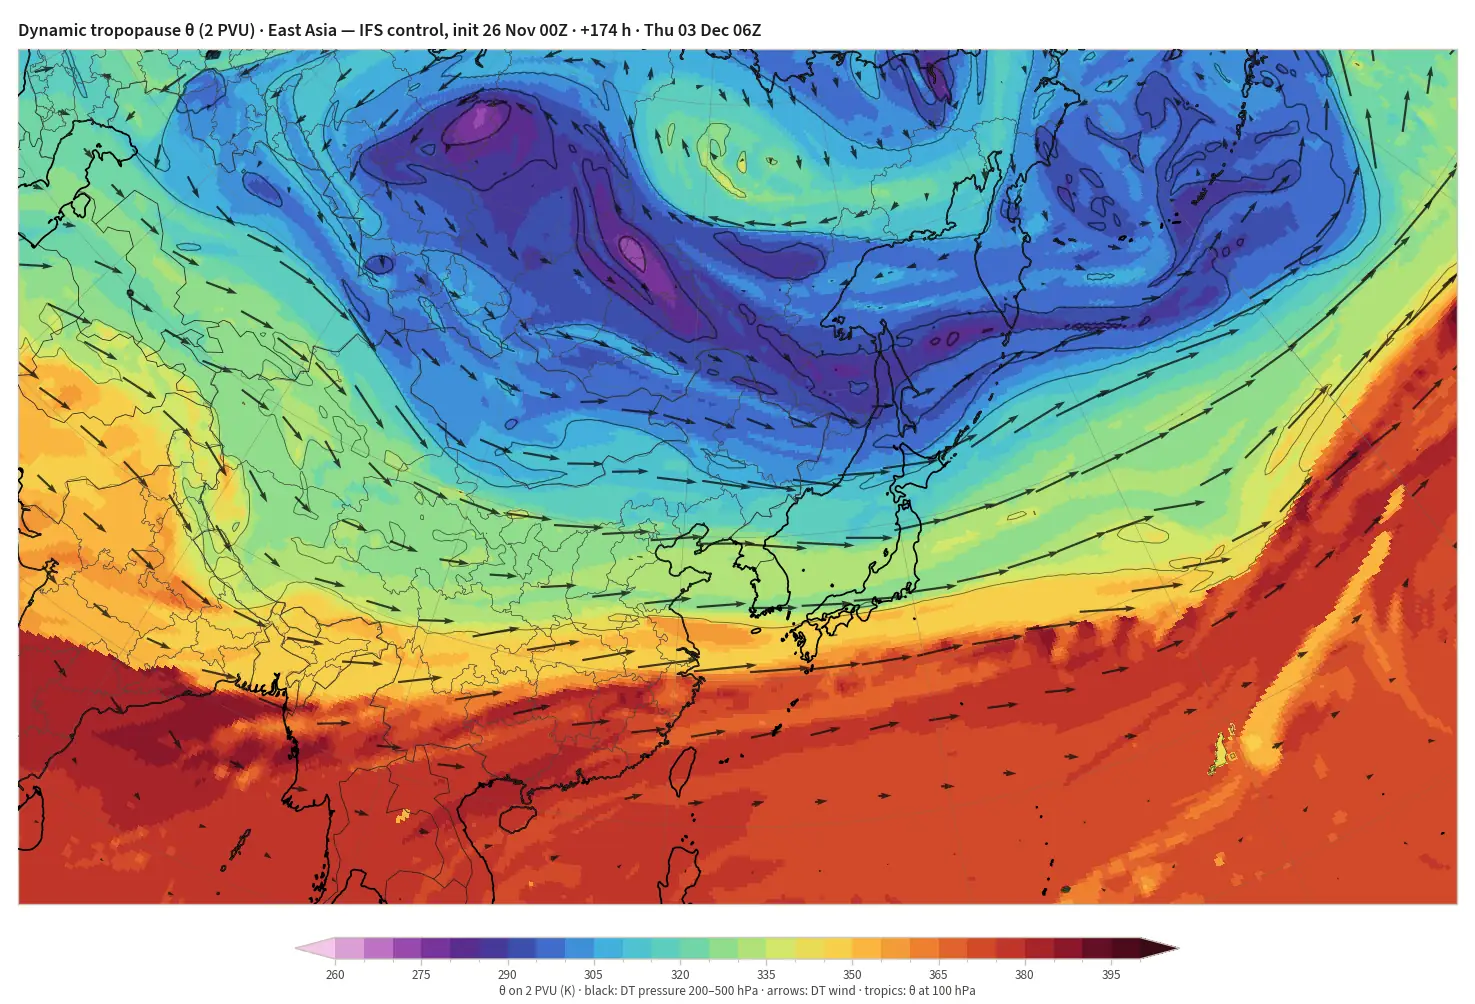 Dynamic tropopause θ (2 PVU) · East Asia — IFS control, init 26 Nov 00Z · +174 h · Thu 03 Dec 06Z
260 275 290 305 320 335 350 365 380 395
θ on 2 PVU (K) · black: DT pressure 200–500 hPa · arrows: DT wind · tropics: θ at 100 hPa